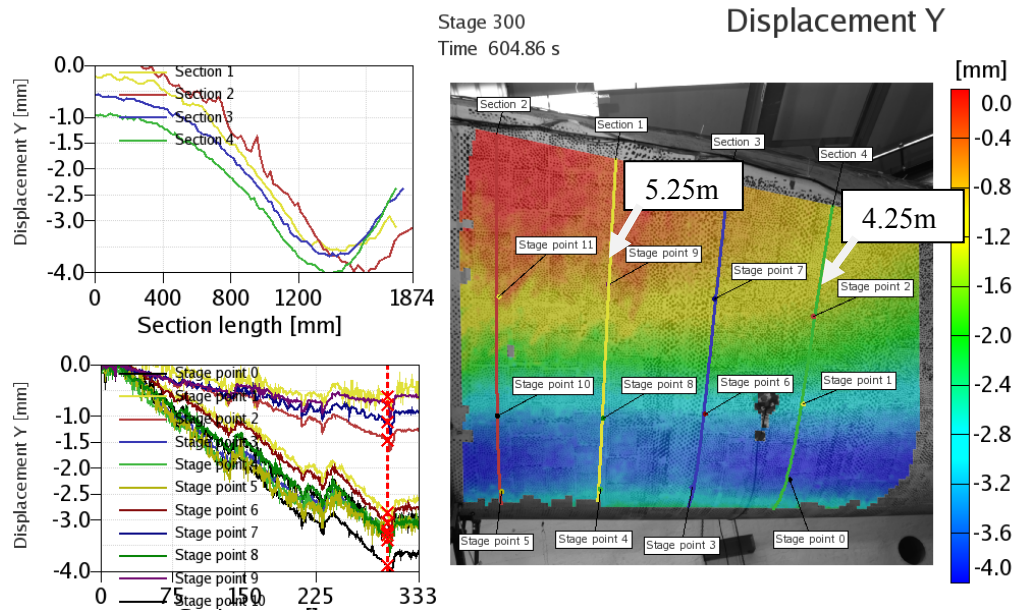 Stage 300
Time 604.86 s
Displacement Y
Displacement Y [mm]
0.0
-1.0
-1.5
-2.0
-2.5
-3.0
-4.0
Section 1
Section 2
Section 3
Section 4
0 400 800 1200 1874
Section length [mm]
Displacement Y [mm]
0.0
-1.0
-1.5
-2.0
-2.5
-3.0
-4.0
Stage point 0
Stage point 2
Stage point 5
Stage point 6
Stage point 7
Stage point 8
Stage point 9
Stage point 10
0 75 150 225 333
Section 2
Section 1
Section 3
Section 4
5.25m
4.25m
Stage point 11
Stage point 9
Stage point 7
Stage point 2
Stage point 10
Stage point 8
Stage point 6
Stage point 1
Stage point 5
Stage point 4
Stage point 3
Stage point 0
[mm]
0.0
-0.4
-0.8
-1.2
-1.6
-2.0
-2.4
-2.8
-3.2
-3.6
-4.0